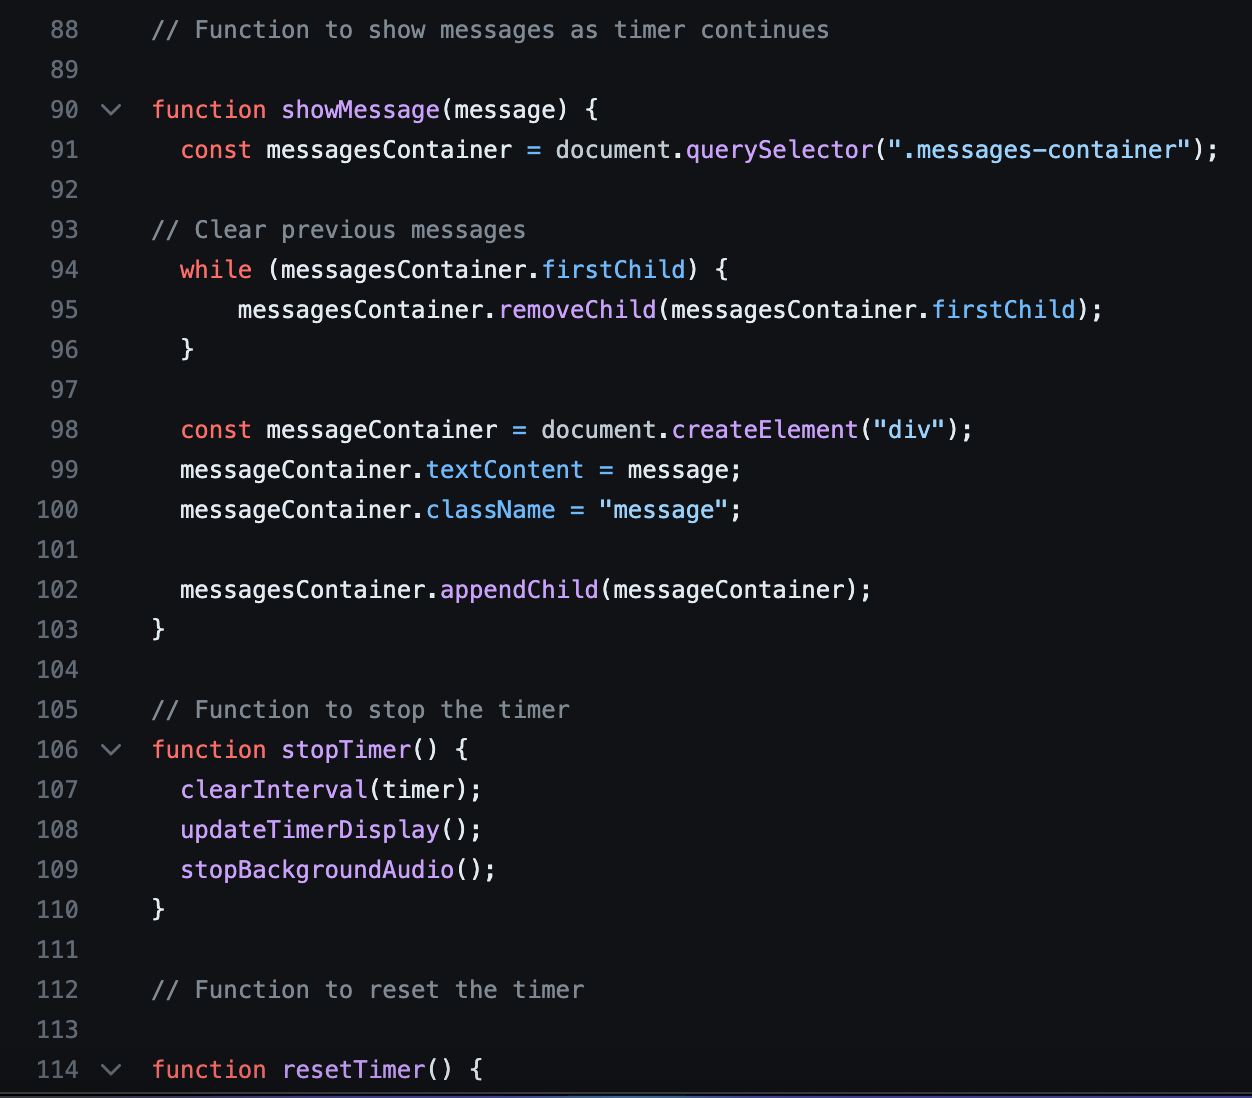 88 // Function to show messages as timer continues
89
90 function showMessage(message) {
91 const messagesContainer = document.querySelector(".messages-container");
92
93 // Clear previous messages
94 while (messagesContainer.firstChild) {
95 messagesContainer.removeChild(messagesContainer.firstChild);
96 }
97
98 const messageContainer = document.createElement("div");
99 messageContainer.textContent = message;
100 messageContainer.className = "message";
101
102 messagesContainer.appendChild(messageContainer);
103 }
104
105 // Function to stop the timer
106 function stopTimer() {
107 clearInterval(timer);
108 updateTimerDisplay();
109 stopBackgroundAudio();
110 }
111
112 // Function to reset the timer
113
114 function resetTimer() {